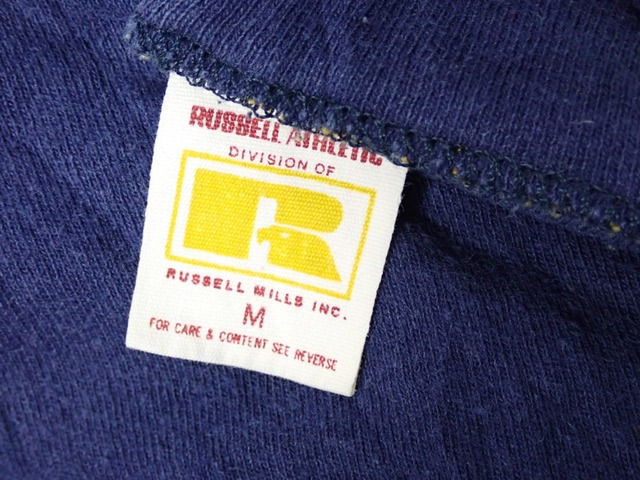 RUSSELL ATHLETIC
DIVISION OF
R
RUSSELL MILLS INC.
M
FOR CARE & CONTENT SEE REVERSE